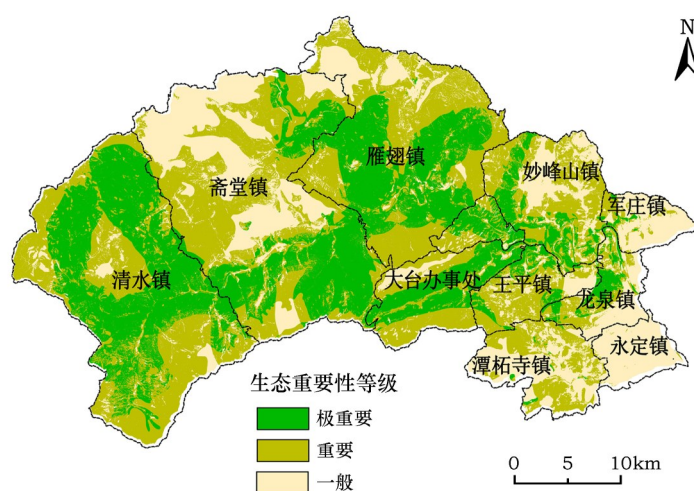 N
雁翅镇
斋堂镇
妙峰山镇
军庄镇
清水镇
大台办事处
王平镇
龙泉镇
永定镇
潭柘寺镇
生态重要性等级
极重要
重要
一般
0 5 10km